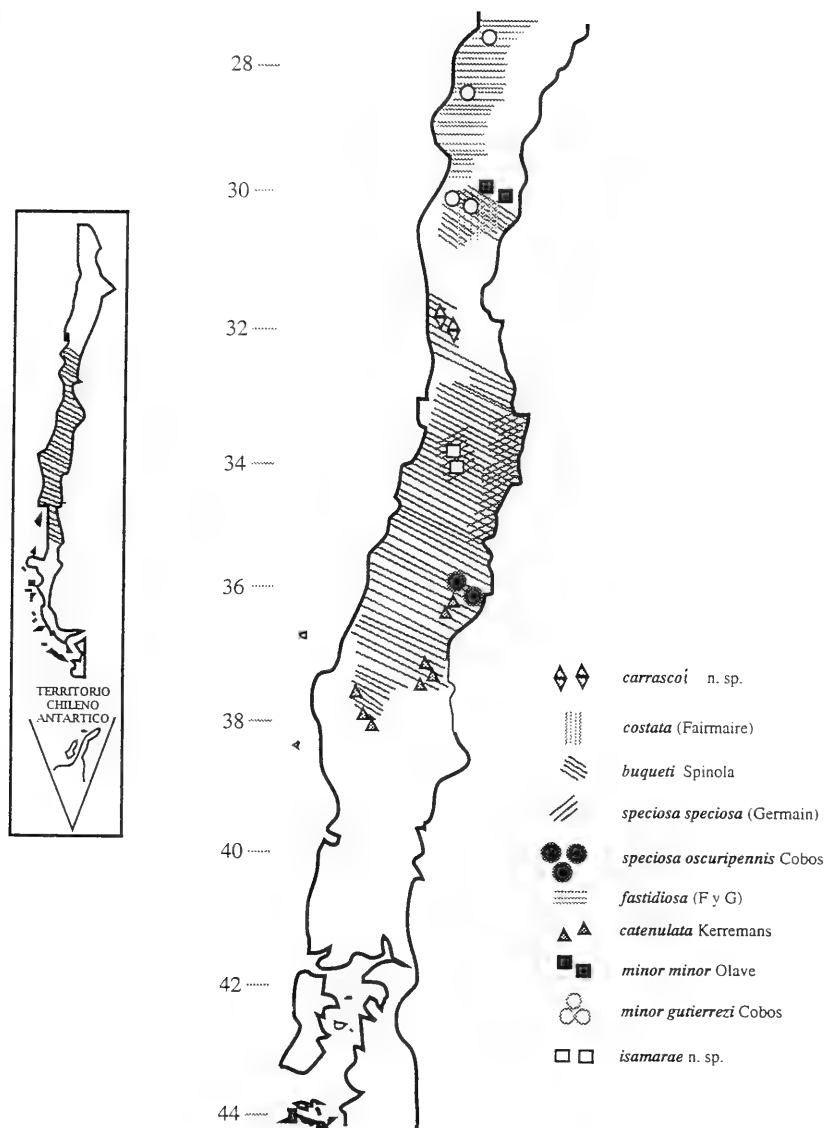 28
30
32
34
36
38
40
42
44
TERRITORIO
CHILENO
ANTARTICO
carrascoi n. sp.
costata (Fairmaire)
buqueti Spinola
speciosa speciosa (Germain)
speciosa oscuripennis Cobos
fastidiosa (F y G)
catenulata Kerremans
minor minor Olave
minor gutierrezi Cobos
isamarae n. sp.